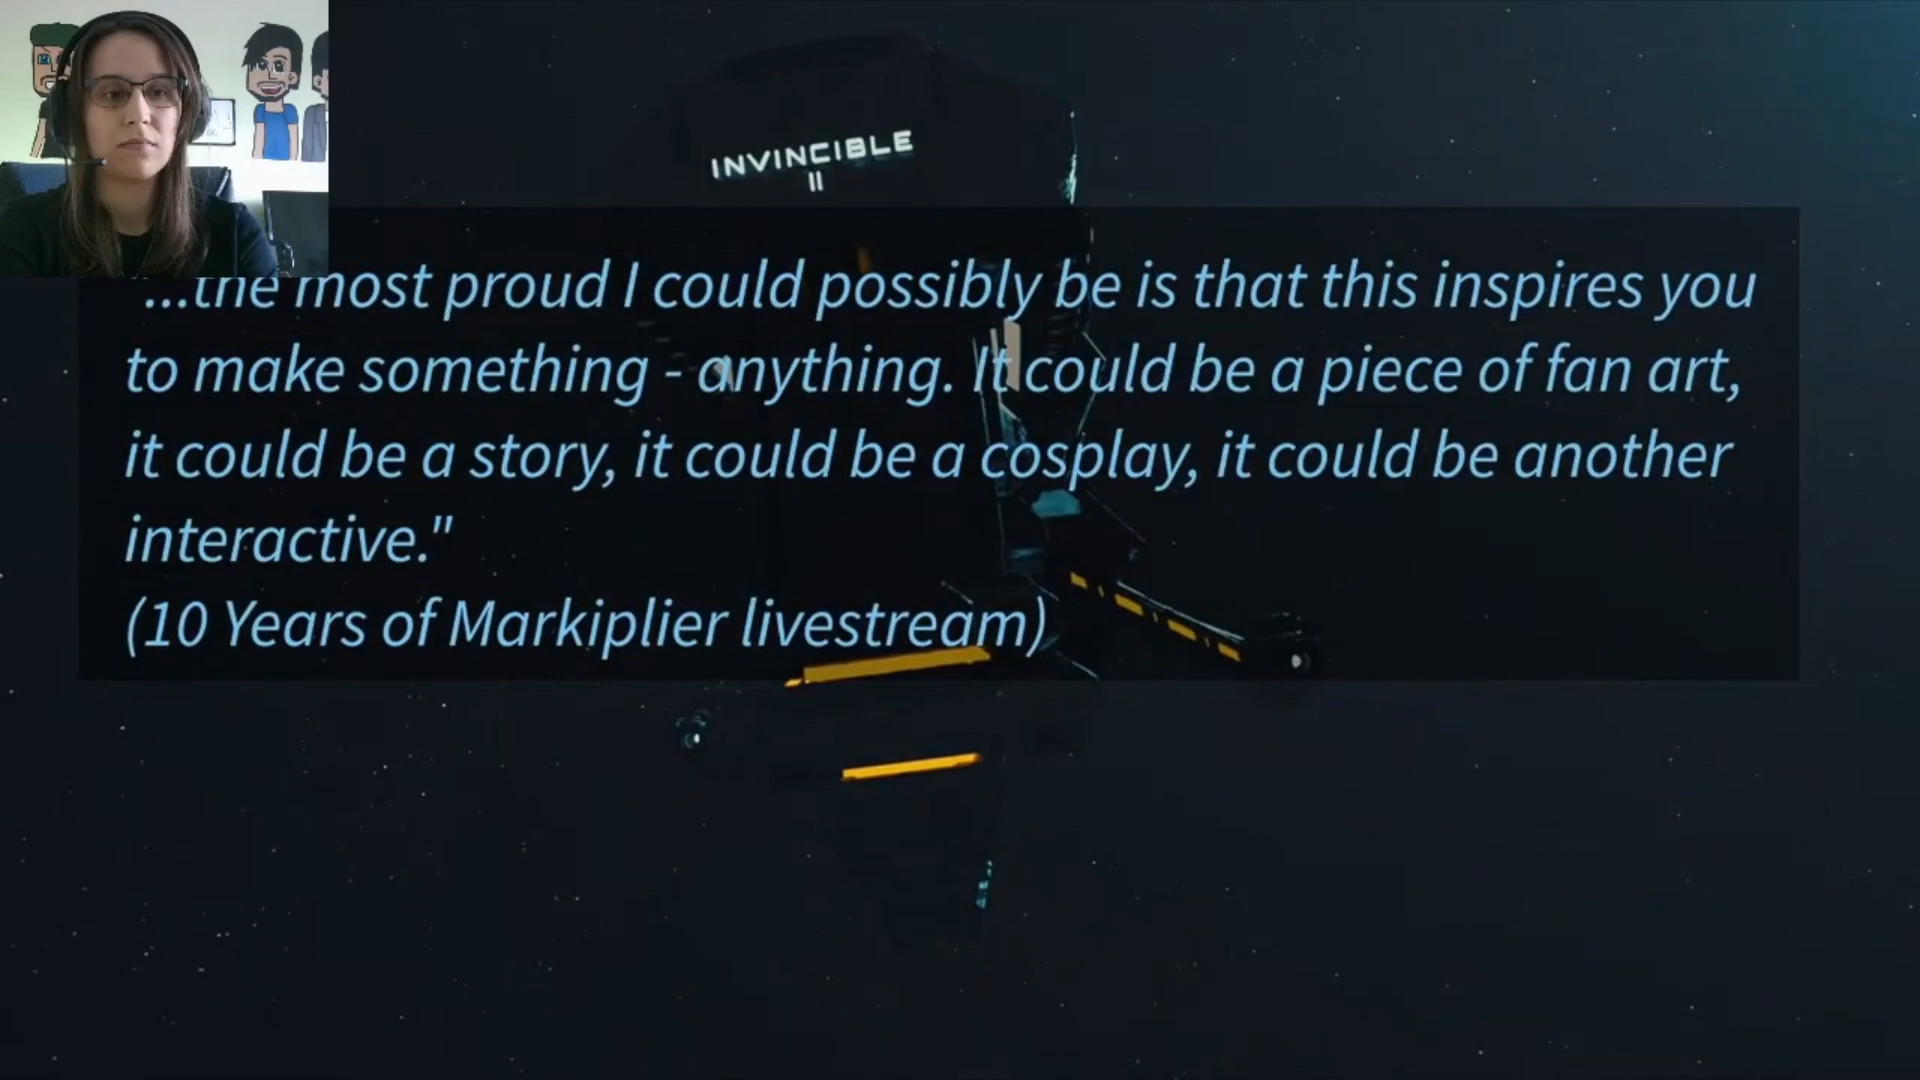 INVINCIBLE
II
"...the most proud I could possibly be is that this inspires you
to make something - anything. It could be a piece of fan art,
it could be a story, it could be a cosplay, it could be another
interactive."
(10 Years of Markiplier livestream)